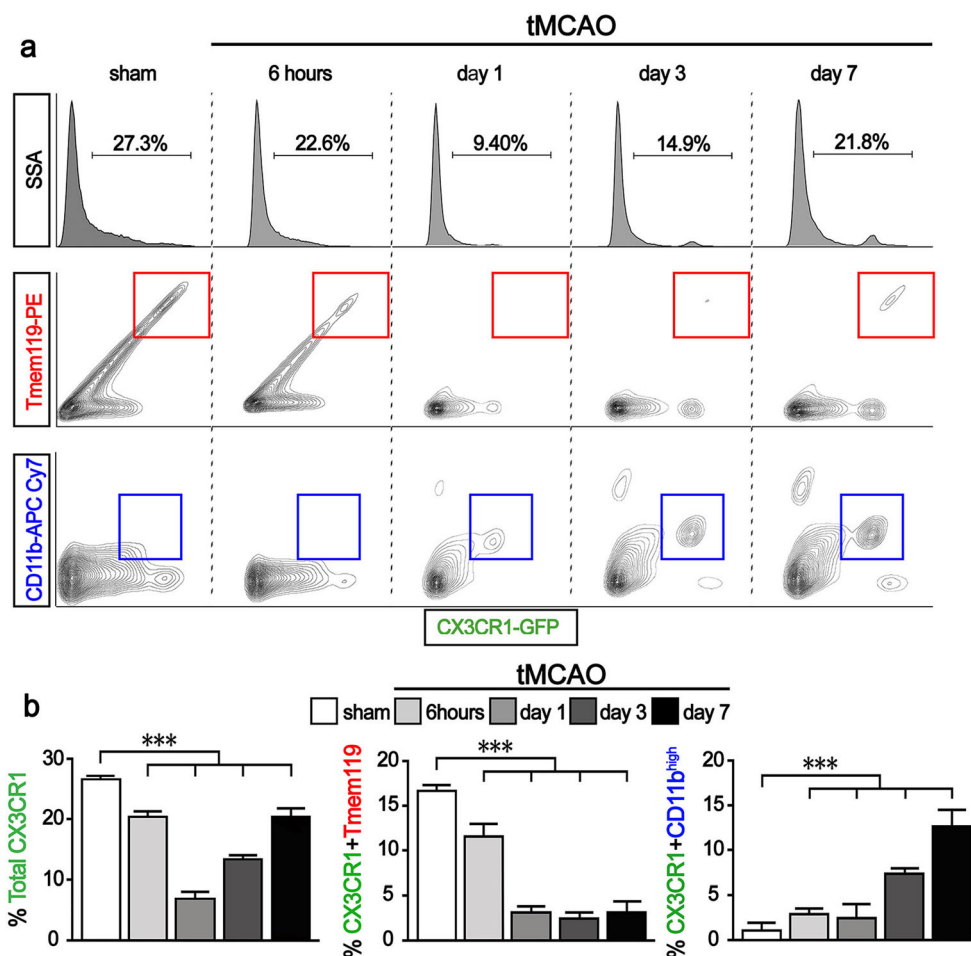 a
tMCAO
sham 6 hours day 1 day 3 day 7
SSA
27.3% 22.6% 9.40% 14.9% 21.8%
Tmem119-PE
CD11b-APC Cy7
CX3CR1-GFP
b
tMCAO
sham 6hours day 1 day 3 day 7
% Total CX3CR1
30
20
10
0
***
% CX3CR1+Tmem119
20
15
10
5
0
***
% CX3CR1+CD11bhigh
20
15
10
5
0
***